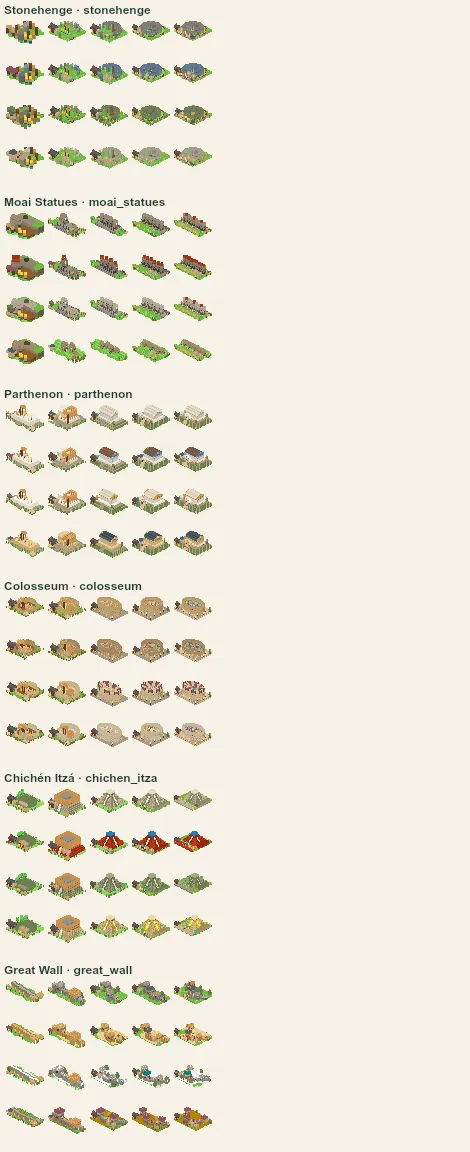 Stonehenge · stonehenge
Moai Statues · moai_statues
Parthenon · parthenon
Colosseum · colosseum
Chichén Itzá · chichen_itza
Great Wall · great_wall